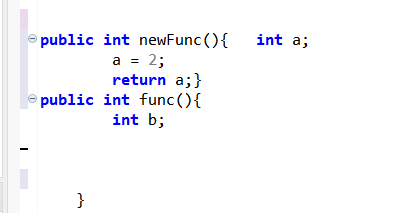 public int newFunc(){   int a;
        a = 2;
        return a;}
public int func(){
        int b;
    }